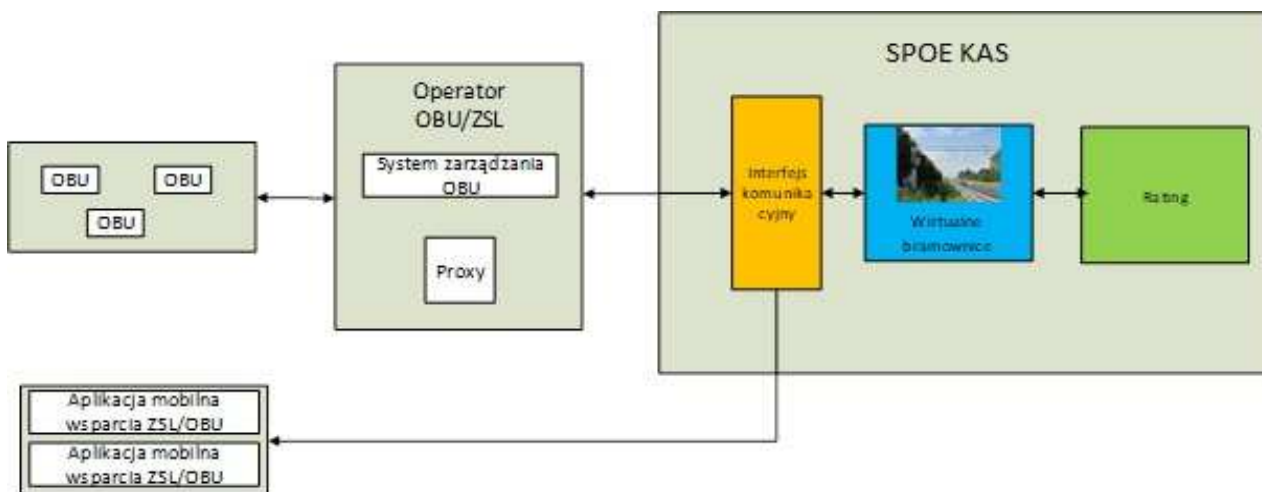 SPOE KAS
Operator
OBU/ZSL
System zarządzania
OBU
Proxy
OBU
OBU
OBU
Interfejs
komunika
cyjny
Wirtualne
bramownice
Rating
Aplikacja mobilna
wsparcia ZSL/OBU
Aplikacja mobilna
wsparcia ZSL/OBU